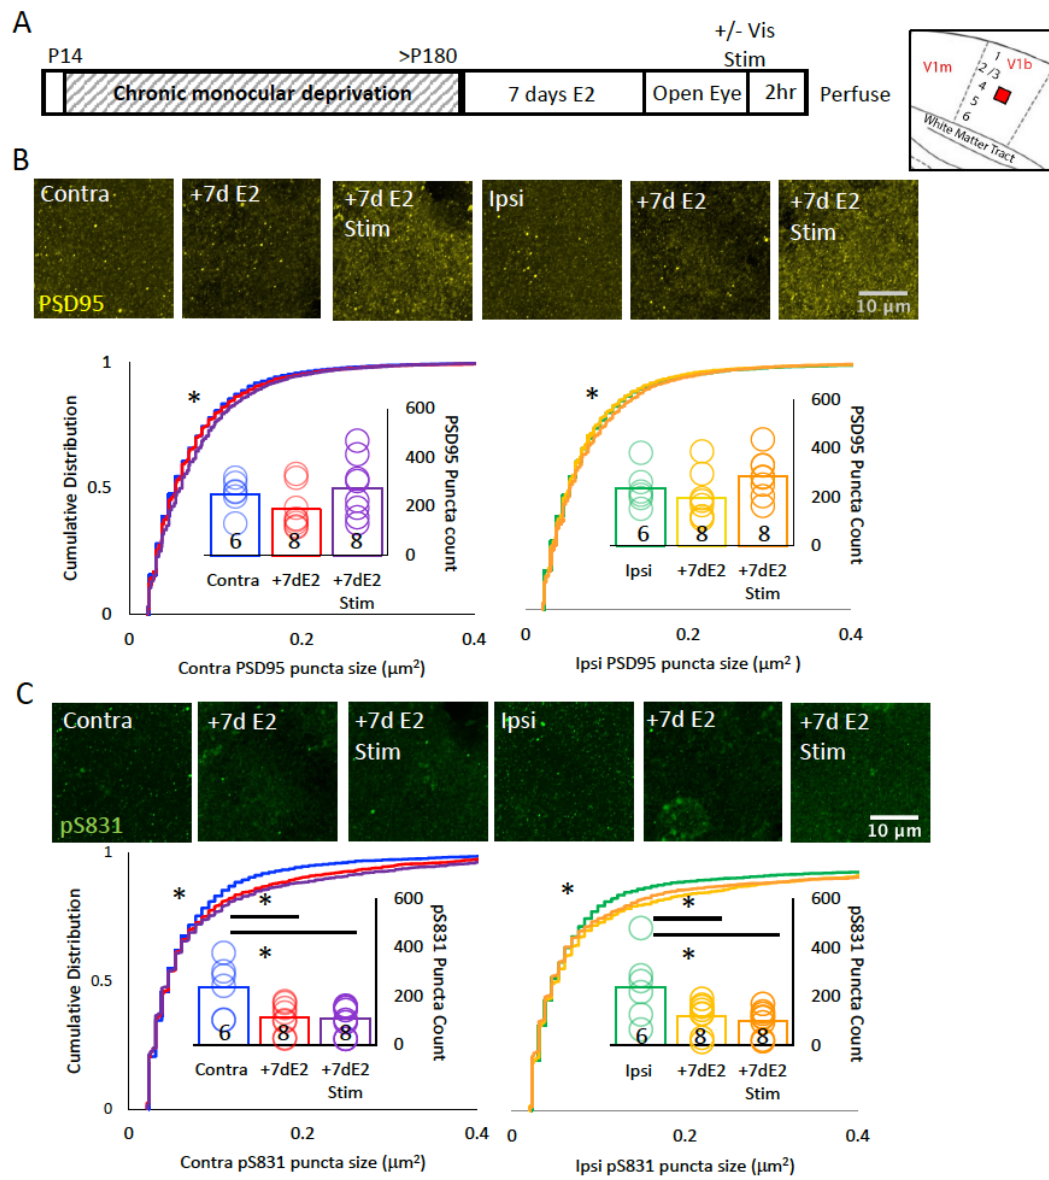 A
P14
>P180
+/- Vis
Stim
Chronic monocular deprivation
7 days E2
Open Eye
2hr
Perfuse
V1m
V1b
1
2/3
4
5
6
White Matter Tract
B
Contra
+7d E2
+7d E2
Stim
Ipsi
+7d E2
+7d E2
Stim
PSD95
10 µm
Cumulative Distribution
1
0.5
0
*
600
400
200
0
PSD95 Puncta count
6
8
8
Contra
+7dE2
+7dE2
Stim
0
0.2
0.4
Contra PSD95 puncta size (µm²)
*
600
400
200
0
PSD95 Puncta Count
6
8
8
Ipsi
+7dE2
+7dE2
Stim
0
0.2
0.4
Ipsi PSD95 puncta size (µm² )
C
Contra
+7d E2
+7d E2
Stim
Ipsi
+7d E2
+7d E2
Stim
pS831
10 µm
Cumulative Distribution
1
0.5
0
*
*
*
600
400
200
0
pS831 Puncta Count
6
8
8
Contra
+7dE2
+7dE2
Stim
0
0.2
0.4
Contra pS831 puncta size (µm²)
*
*
*
600
400
200
0
pS831 Puncta Count
6
8
8
Ipsi
+7dE2
+7dE2
Stim
0
0.2
0.4
Ipsi pS831 puncta size (µm²)